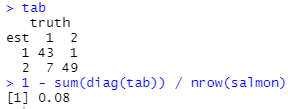 > tab
truth
est 1 2
1 43 1
2 7 49
> 1 - sum(diag(tab)) / nrow(salmon)
[1] 0.08